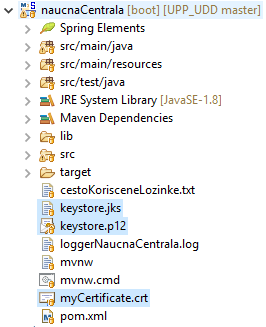 naucnaCentrala [boot] [UPP_UDD master]
Spring Elements
src/main/java
src/main/resources
src/test/java
JRE System Library [JavaSE-1.8]
Maven Dependencies
lib
src
target
cestoKorisceneLozinke.txt
keystore.jks
keystore.p12
loggerNaucnaCentrala.log
mvnw
mvnw.cmd
myCertificate.crt
pom.xml